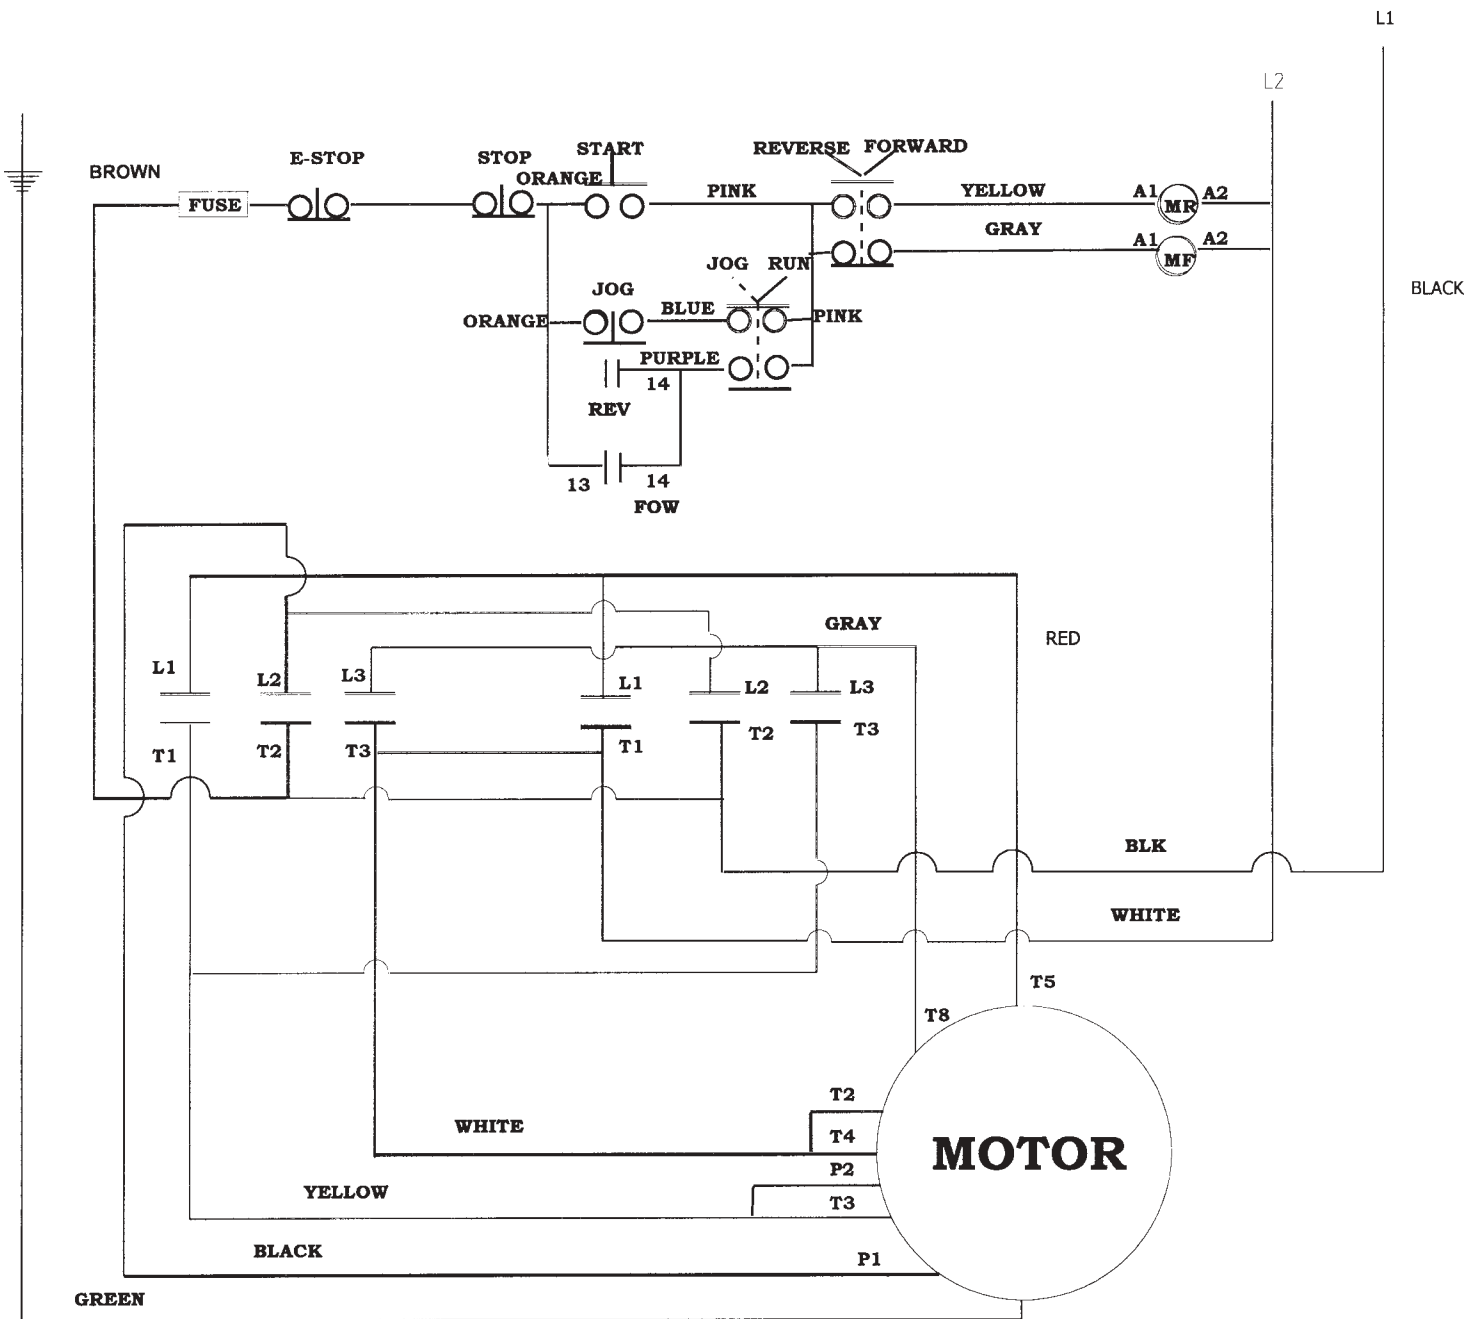 L1
L2
BROWN
E-STOP
STOP
START
ORANGE
REVERSE FORWARD
FUSE
PINK
YELLOW
A1
MR
A2
GRAY
A1
MF
A2
JOG RUN
JOG
BLUE
ORANGE
PINK
BLACK
PURPLE
14
REV
13
14
FOW
GRAY
RED
L1
L2
L3
L1
L2
L3
T1
T2
T3
T1
T2
T3
BLK
WHITE
T5
T8
T2
WHITE
T4
MOTOR
P2
YELLOW
T3
BLACK
P1
GREEN